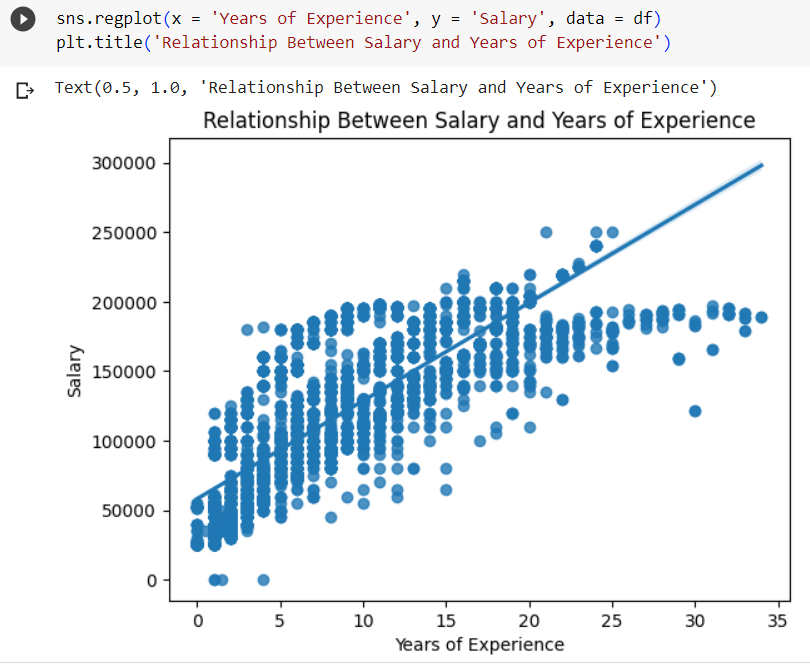 sns.regplot(x = 'Years of Experience', y = 'Salary', data = df)
plt.title('Relationship Between Salary and Years of Experience')
Text(0.5, 1.0, 'Relationship Between Salary and Years of Experience')
Relationship Between Salary and Years of Experience
300000
250000
200000
150000
100000
50000
0
Salary
0 5 10 15 20 25 30 35
Years of Experience